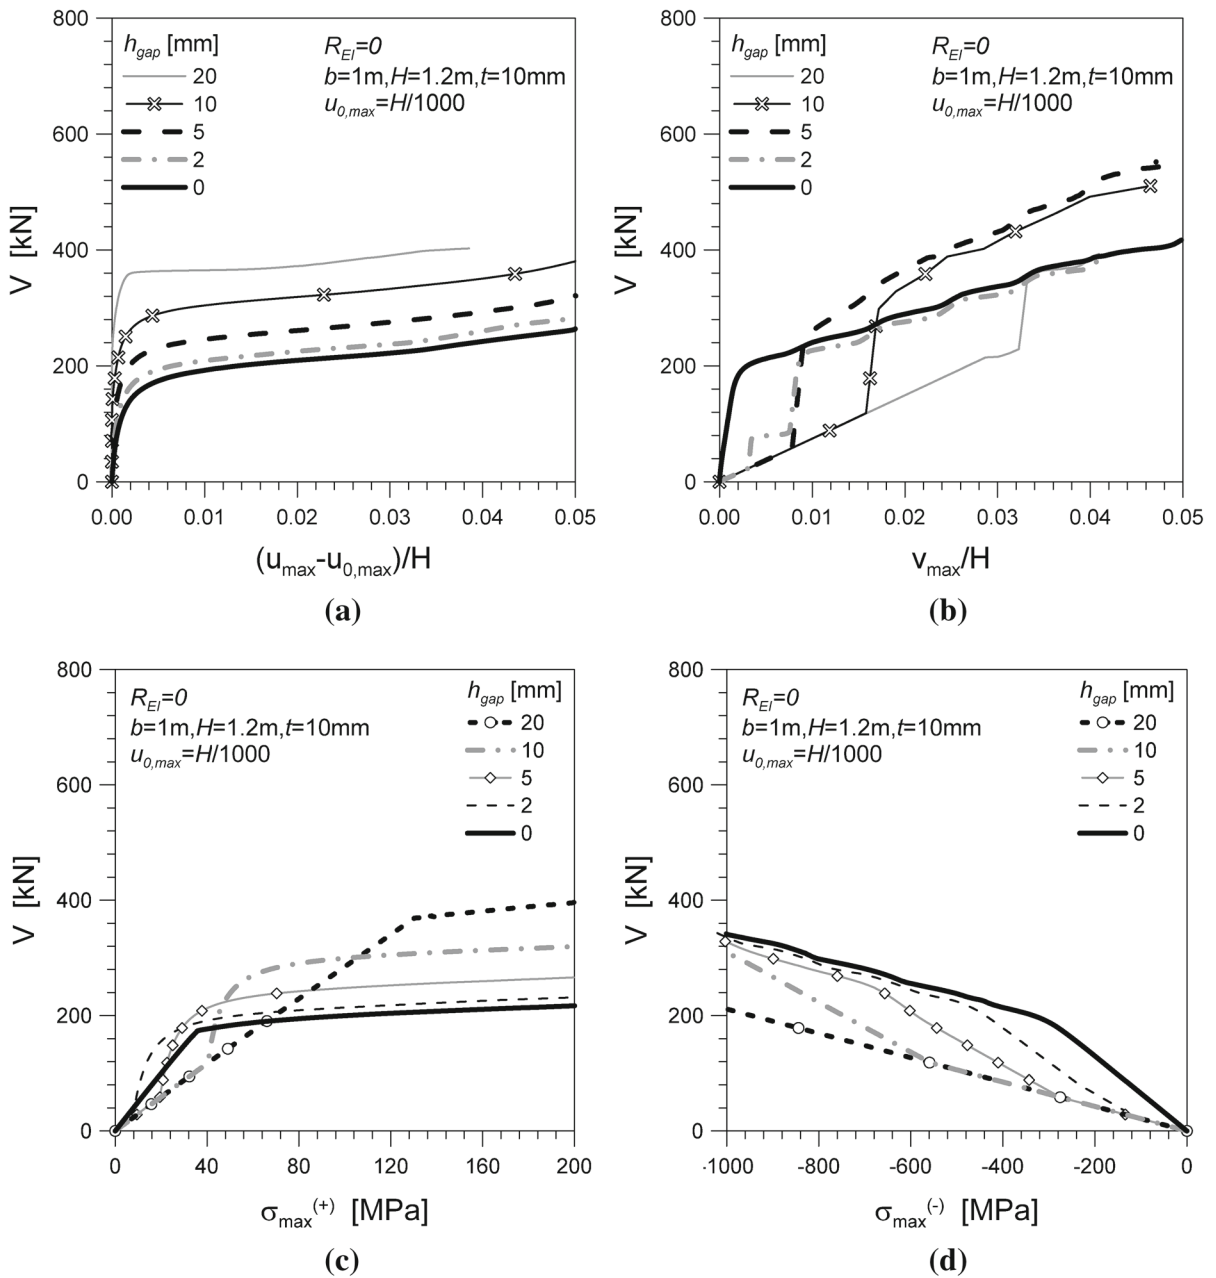 800
600
400
200
0
V [kN]
h_gap [mm]
20
10
5
2
0
R_EI=0
b=1m,H=1.2m,t=10mm
u_0,max=H/1000
0.00 0.01 0.02 0.03 0.04 0.05
(u_max-u_0,max)/H
(a)
800
600
400
200
0
V [kN]
h_gap [mm]
20
10
5
2
0
R_EI=0
b=1m,H=1.2m,t=10mm
u_0,max=H/1000
0.00 0.01 0.02 0.03 0.04 0.05
v_max/H
(b)
800
600
400
200
0
V [kN]
R_EI=0
b=1m,H=1.2m,t=10mm
u_0,max=H/1000
h_gap [mm]
20
10
5
2
0
0 40 80 120 160 200
σ_max^(+) [MPa]
(c)
800
600
400
200
0
V [kN]
R_EI=0
b=1m,H=1.2m,t=10mm
u_0,max=H/1000
h_gap [mm]
20
10
5
2
0
-1000 -800 -600 -400 -200 0
σ_max^(-) [MPa]
(d)